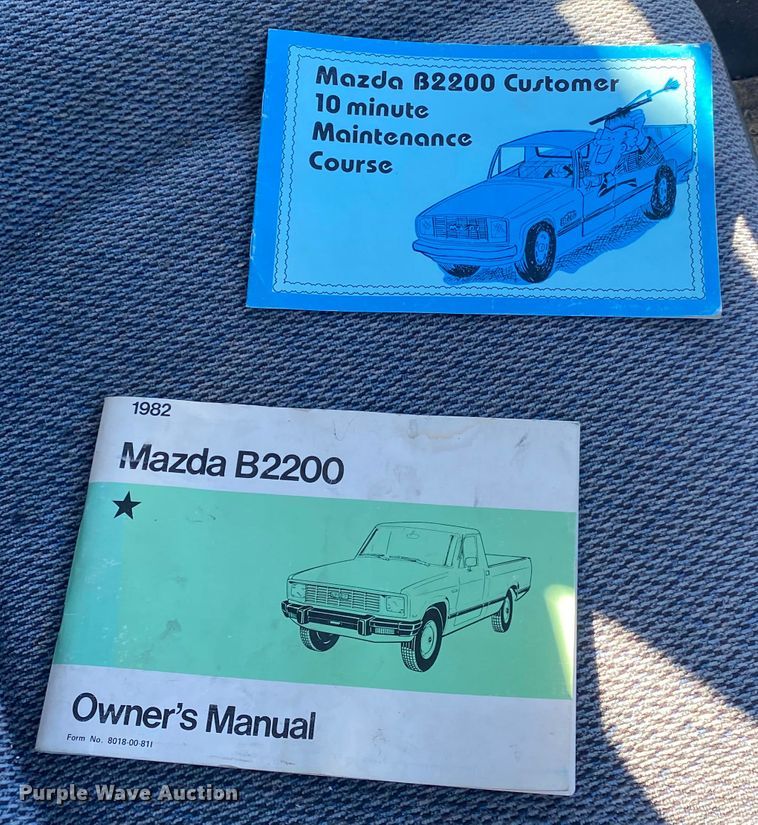 Mazda B2200 Customer
10 minute
Maintenance
Course
1982
Mazda B2200
Owner's Manual
Form No. 8018-00-81I
Purple Wave Auction